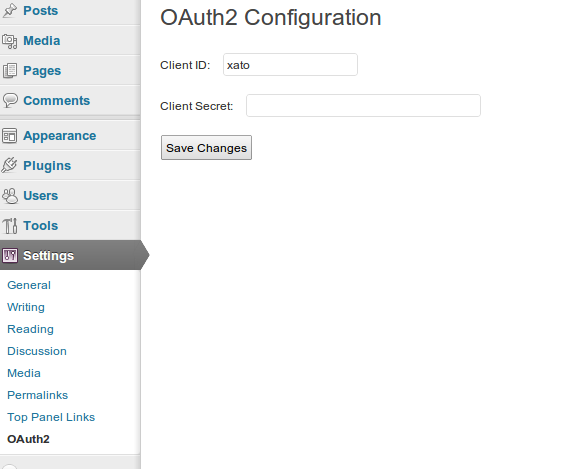 Posts
Media
Pages
Comments
Appearance
Plugins
Users
Tools
Settings
General
Writing
Reading
Discussion
Media
Permalinks
Top Panel Links
OAuth2
OAuth2 Configuration
Client ID: xato
Client Secret:
Save Changes